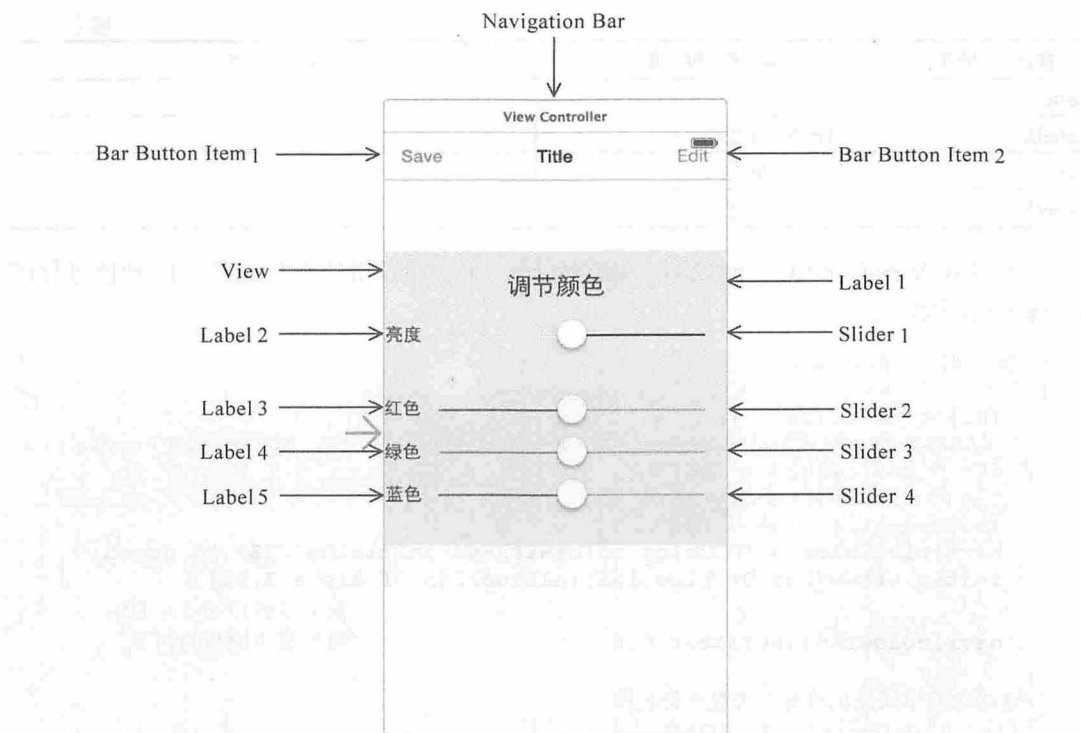 Navigation Bar
View Controller
Bar Button Item 1
Save
Title
Edit
Bar Button Item 2
View
调节颜色
Label 1
Label 2
亮度
Slider 1
Label 3
红色
Slider 2
Label 4
绿色
Slider 3
Label 5
蓝色
Slider 4